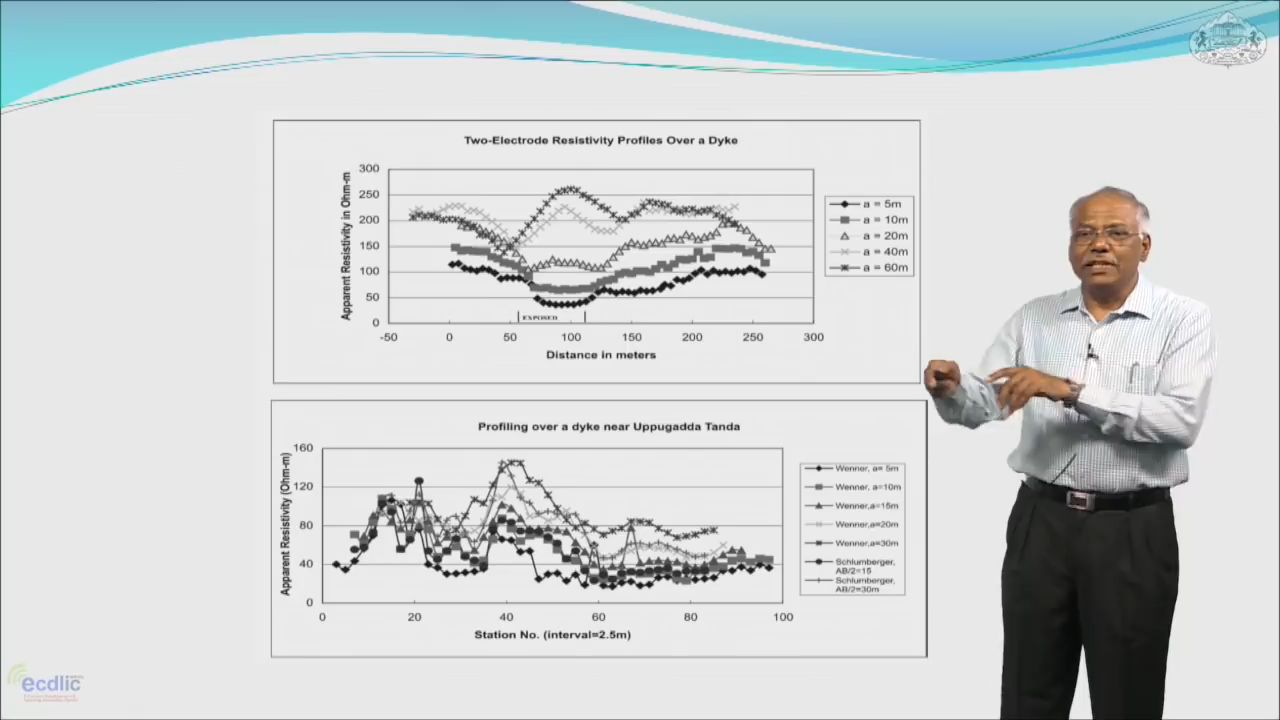 Two-Electrode Resistivity Profiles Over a Dyke
Apparent Resistivity in Ohm-m
300
250
200
150
100
50
0
EXPOSED
-50 0 50 100 150 200 250 300
Distance in meters
a = 5m
a = 10m
a = 20m
a = 40m
a = 60m
Profiling over a dyke near Uppugadda Tanda
Apparent Resistivity (Ohm-m)
160
120
80
40
0
0 20 40 60 80 100
Station No. (interval=2.5m)
Wenner, a= 5m
Wenner, a=10m
Wenner,a=15m
Wenner,a=20m
Wenner,a=30m
Schlumberger,
AB/2=15
Schlumberger,
AB/2=30m
ecdlic